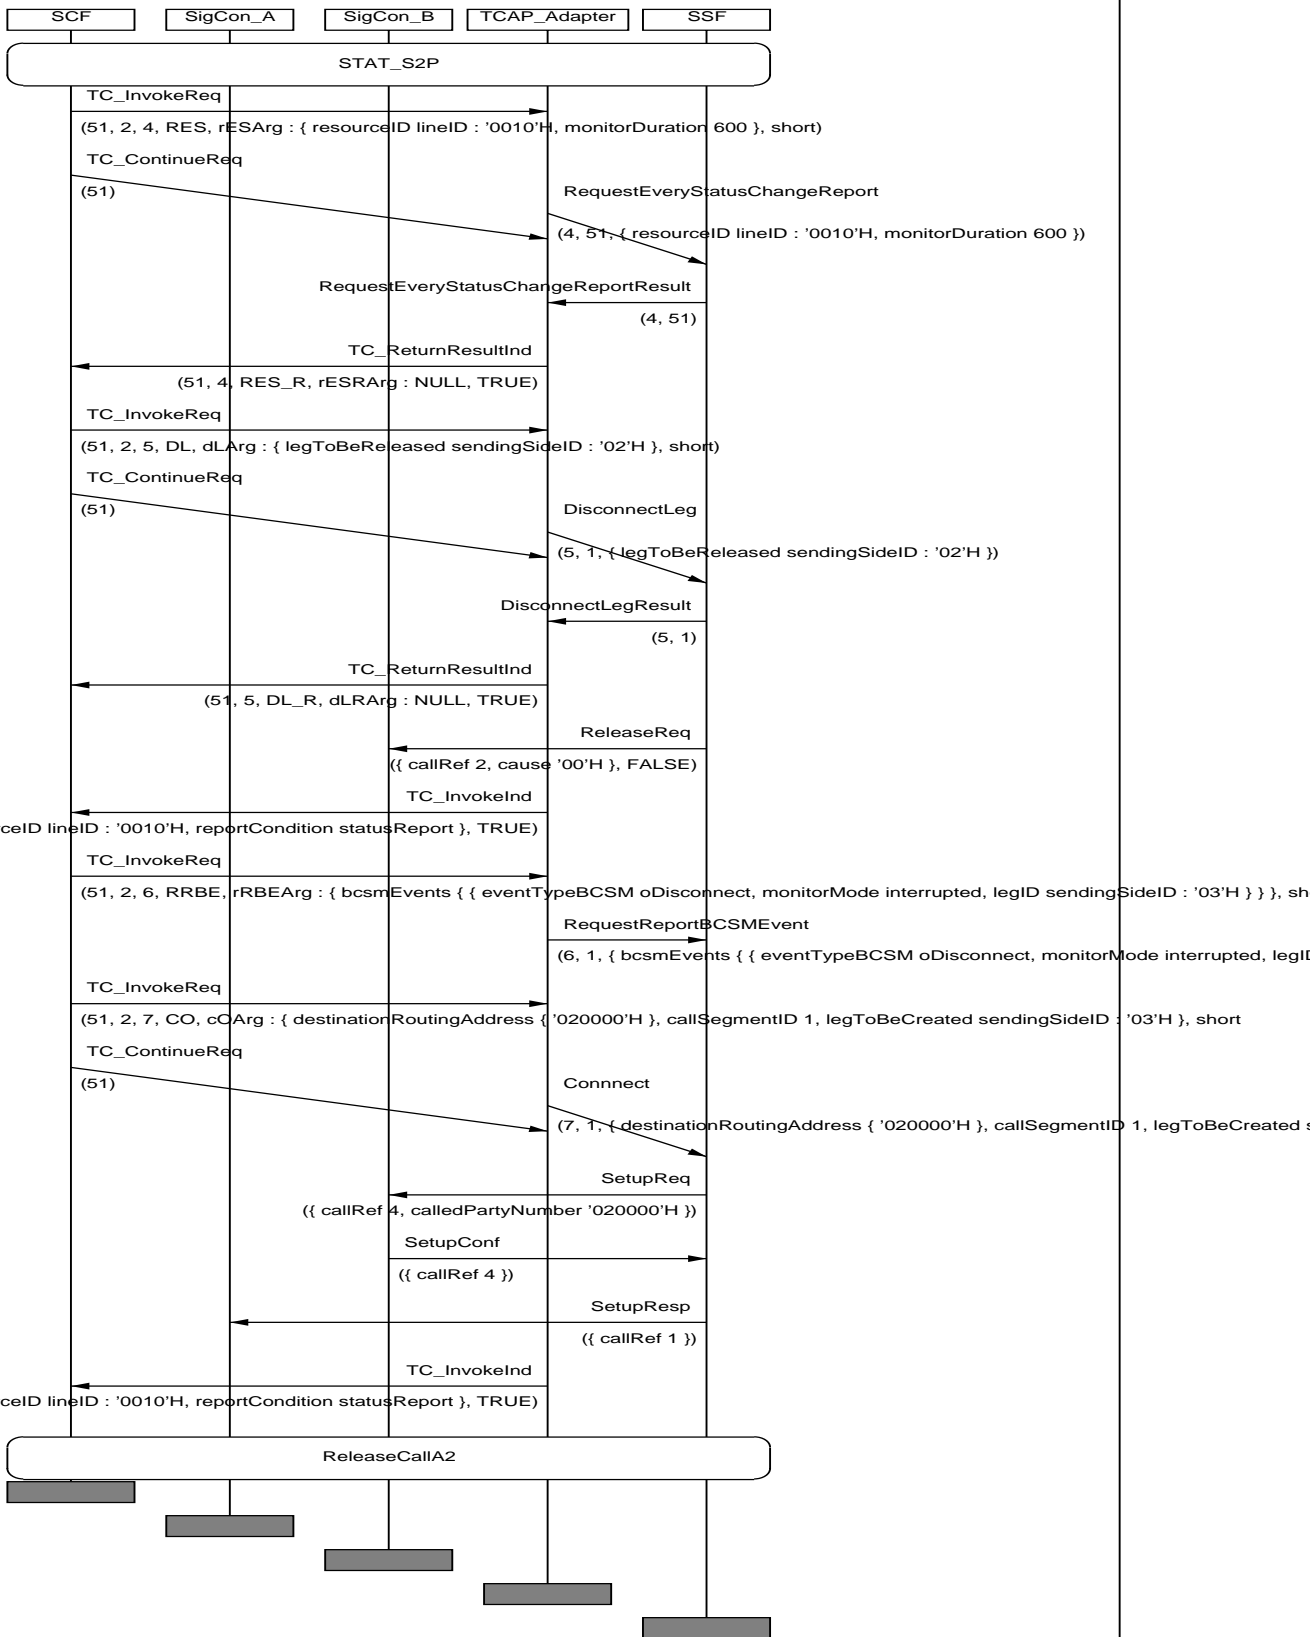 SCF SigCon_A SigCon_B TCAP_Adapter SSF
STAT_S2P
TC_InvokeReq
(51, 2, 4, RES, rESArg : { resourceID lineID : '0010'H, monitorDuration 600 }, short)
TC_ContinueReq
(51)
RequestEveryStatusChangeReport
(4, 51, { resourceID lineID : '0010'H, monitorDuration 600 })
RequestEveryStatusChangeReportResult
(4, 51)
TC_ReturnResultInd
(51, 4, RES_R, rESRArg : NULL, TRUE)
TC_InvokeReq
(51, 2, 5, DL, dLArg : { legToBeReleased sendingSideID : '02'H }, short)
TC_ContinueReq
(51)
DisconnectLeg
(5, 1, { legToBeReleased sendingSideID : '02'H })
DisconnectLegResult
(5, 1)
TC_ReturnResultInd
(51, 5, DL_R, dLRArg : NULL, TRUE)
ReleaseReq
({ callRef 2, cause '00'H }, FALSE)
TC_InvokeInd
ceID lineID : '0010'H, reportCondition statusReport }, TRUE)
TC_InvokeReq
(51, 2, 6, RRBE, rRBEArg : { bcsmEvents { { eventTypeBCSM oDisconnect, monitorMode interrupted, legID sendingSideID : '03'H } } }, sh
RequestReportBCSMEvent
(6, 1, { bcsmEvents { { eventTypeBCSM oDisconnect, monitorMode interrupted, legID
TC_InvokeReq
(51, 2, 7, CO, cOArg : { destinationRoutingAddress { '020000'H }, callSegmentID 1, legToBeCreated sendingSideID : '03'H }, short
TC_ContinueReq
(51)
Connnect
(7, 1, { destinationRoutingAddress { '020000'H }, callSegmentID 1, legToBeCreated s
SetupReq
({ callRef 4, calledPartyNumber '020000'H })
SetupConf
({ callRef 4 })
SetupResp
({ callRef 1 })
TC_InvokeInd
ceID lineID : '0010'H, reportCondition statusReport }, TRUE)
ReleaseCallA2